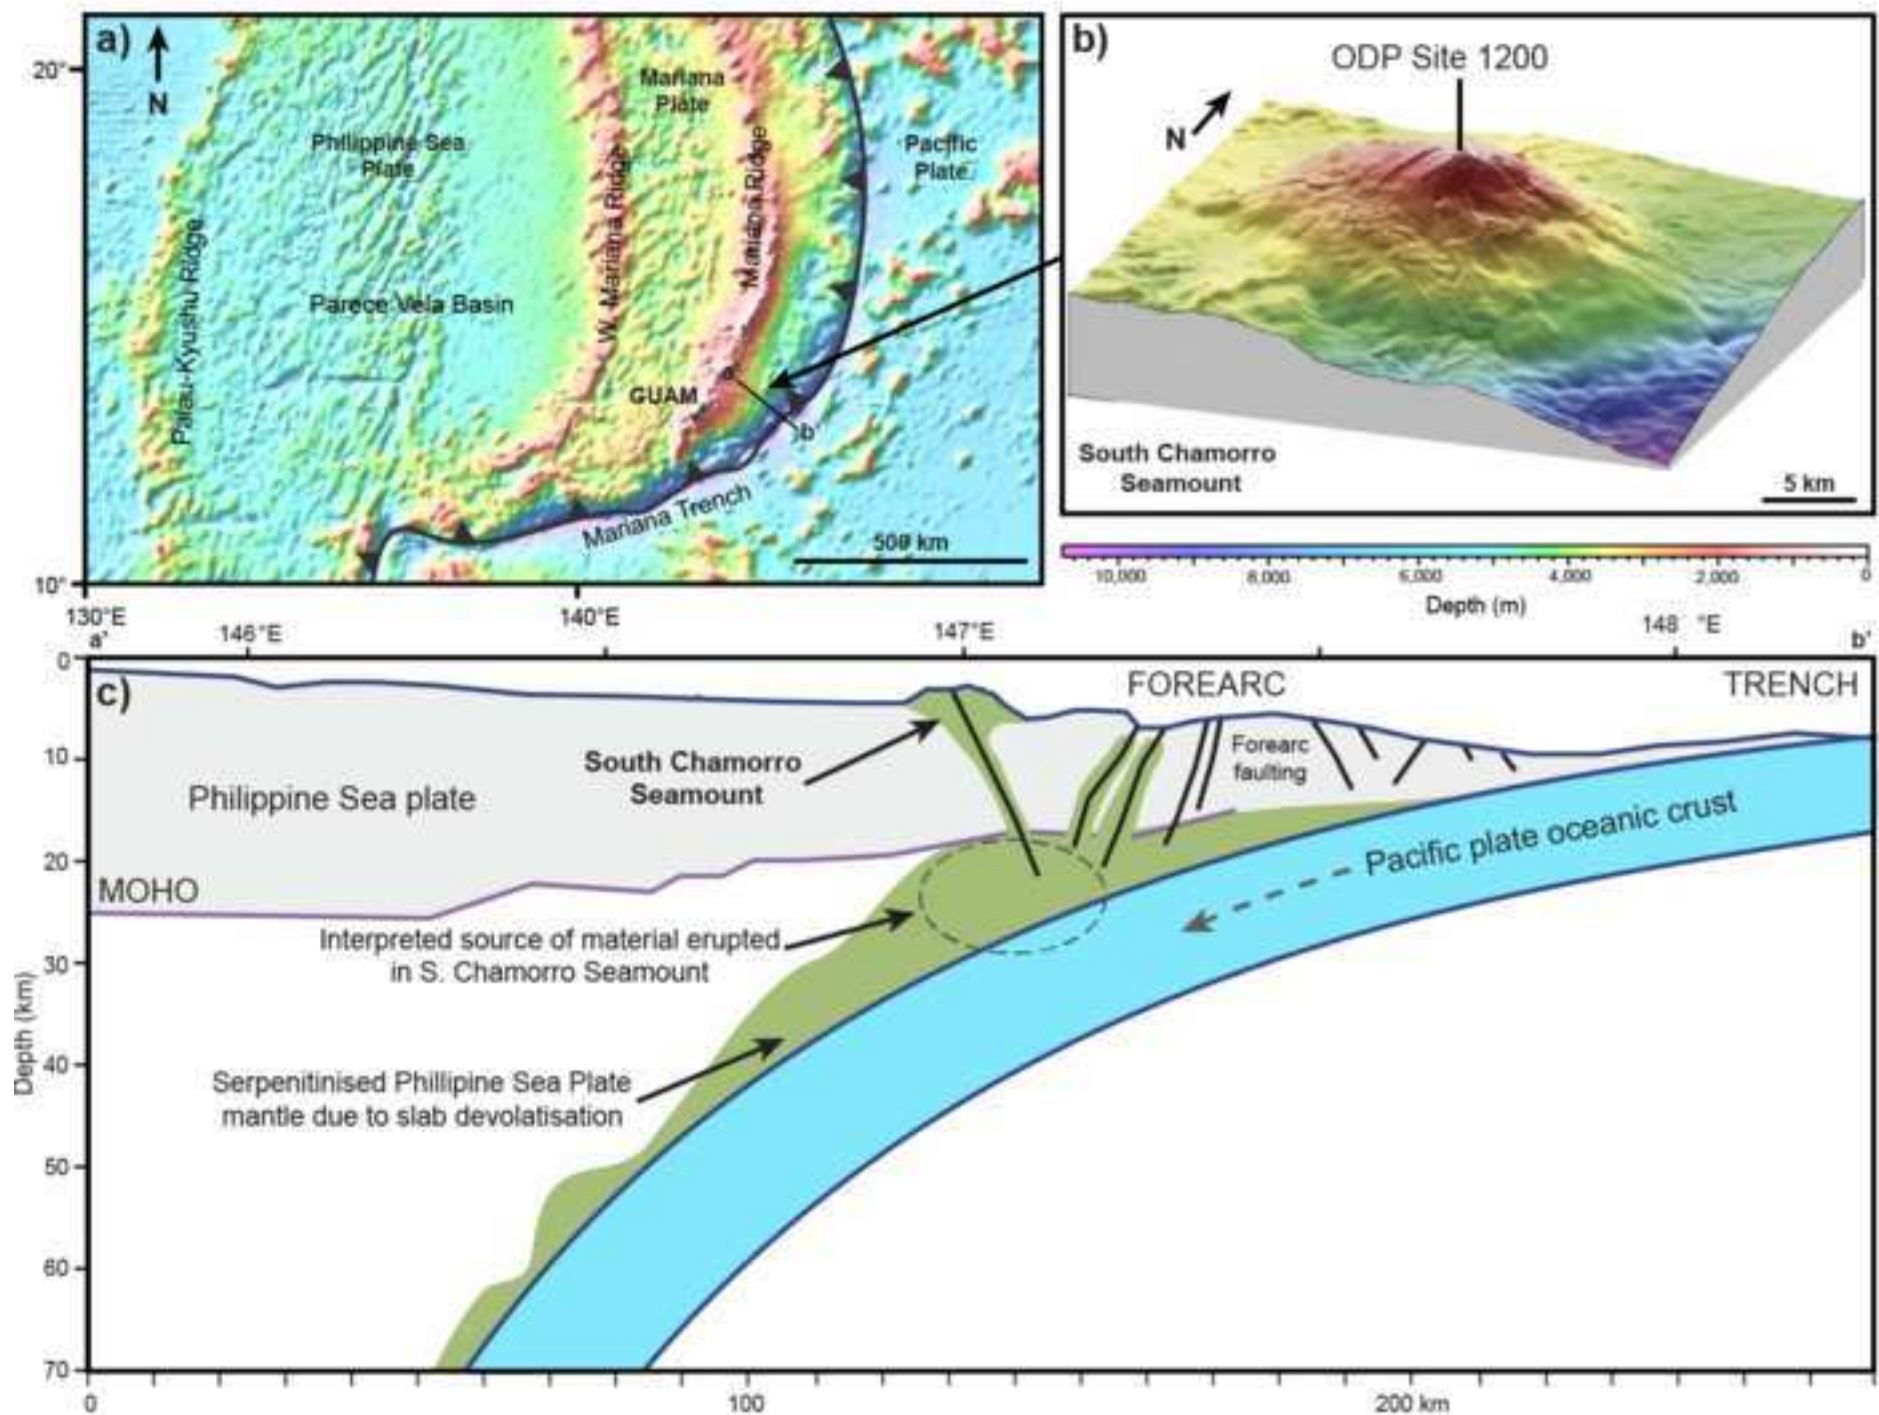 a)
N
20°
Mariana
Plate
Philippine Sea
Plate
Pacific
Plate
Palau-Kyushu Ridge
W. Mariana Ridge
Mariana Ridge
Parece Vela Basin
GUAM
b'
Mariana Trench
500 km
10°
130°E
140°E
b)
ODP Site 1200
N
South Chamorro
Seamount
5 km
10,000
8,000
6,000
4,000
2,000
0
Depth (m)
a'
146°E
147°E
148 °E
b'
c)
FOREARC
TRENCH
South Chamorro
Seamount
Forearc
faulting
Philippine Sea plate
Pacific plate oceanic crust
MOHO
Interpreted source of material erupted
in S. Chamorro Seamount
Serpenitinised Phillipine Sea Plate
mantle due to slab devolatisation
Depth (km)
0
10
20
30
40
50
60
70
0
100
200 km